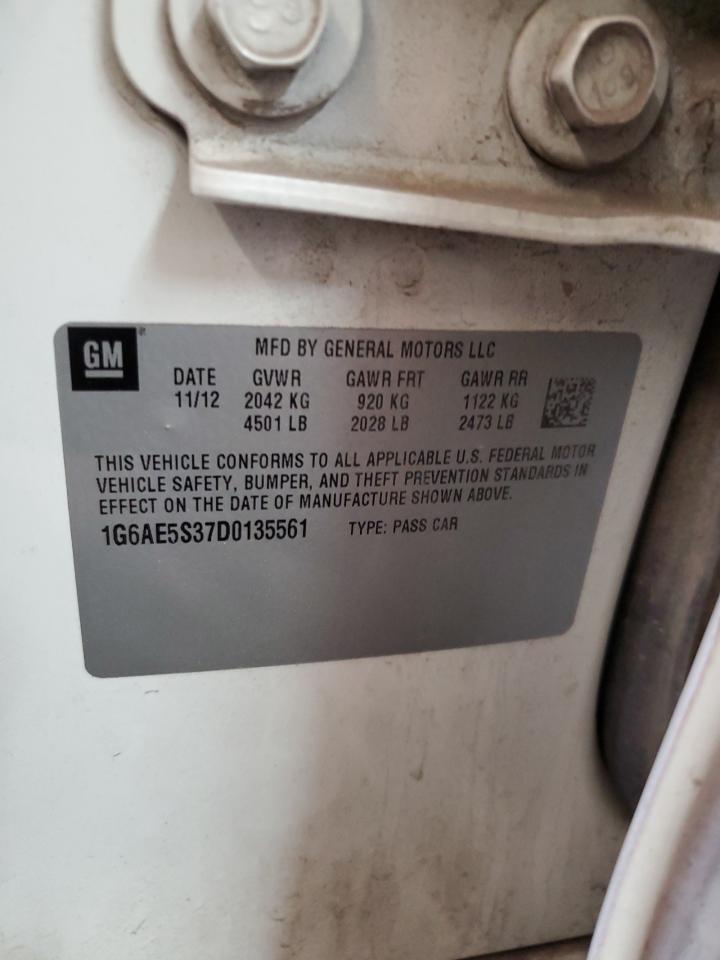 GM
MFD BY GENERAL MOTORS LLC
DATE GVWR GAWR FRT GAWR RR
11/12 2042 KG 920 KG 1122 KG
4501 LB 2028 LB 2473 LB
THIS VEHICLE CONFORMS TO ALL APPLICABLE U.S. FEDERAL MOTOR
VEHICLE SAFETY, BUMPER, AND THEFT PREVENTION STANDARDS IN
EFFECT ON THE DATE OF MANUFACTURE SHOWN ABOVE.
1G6AE5S37D0135561 TYPE: PASS CAR